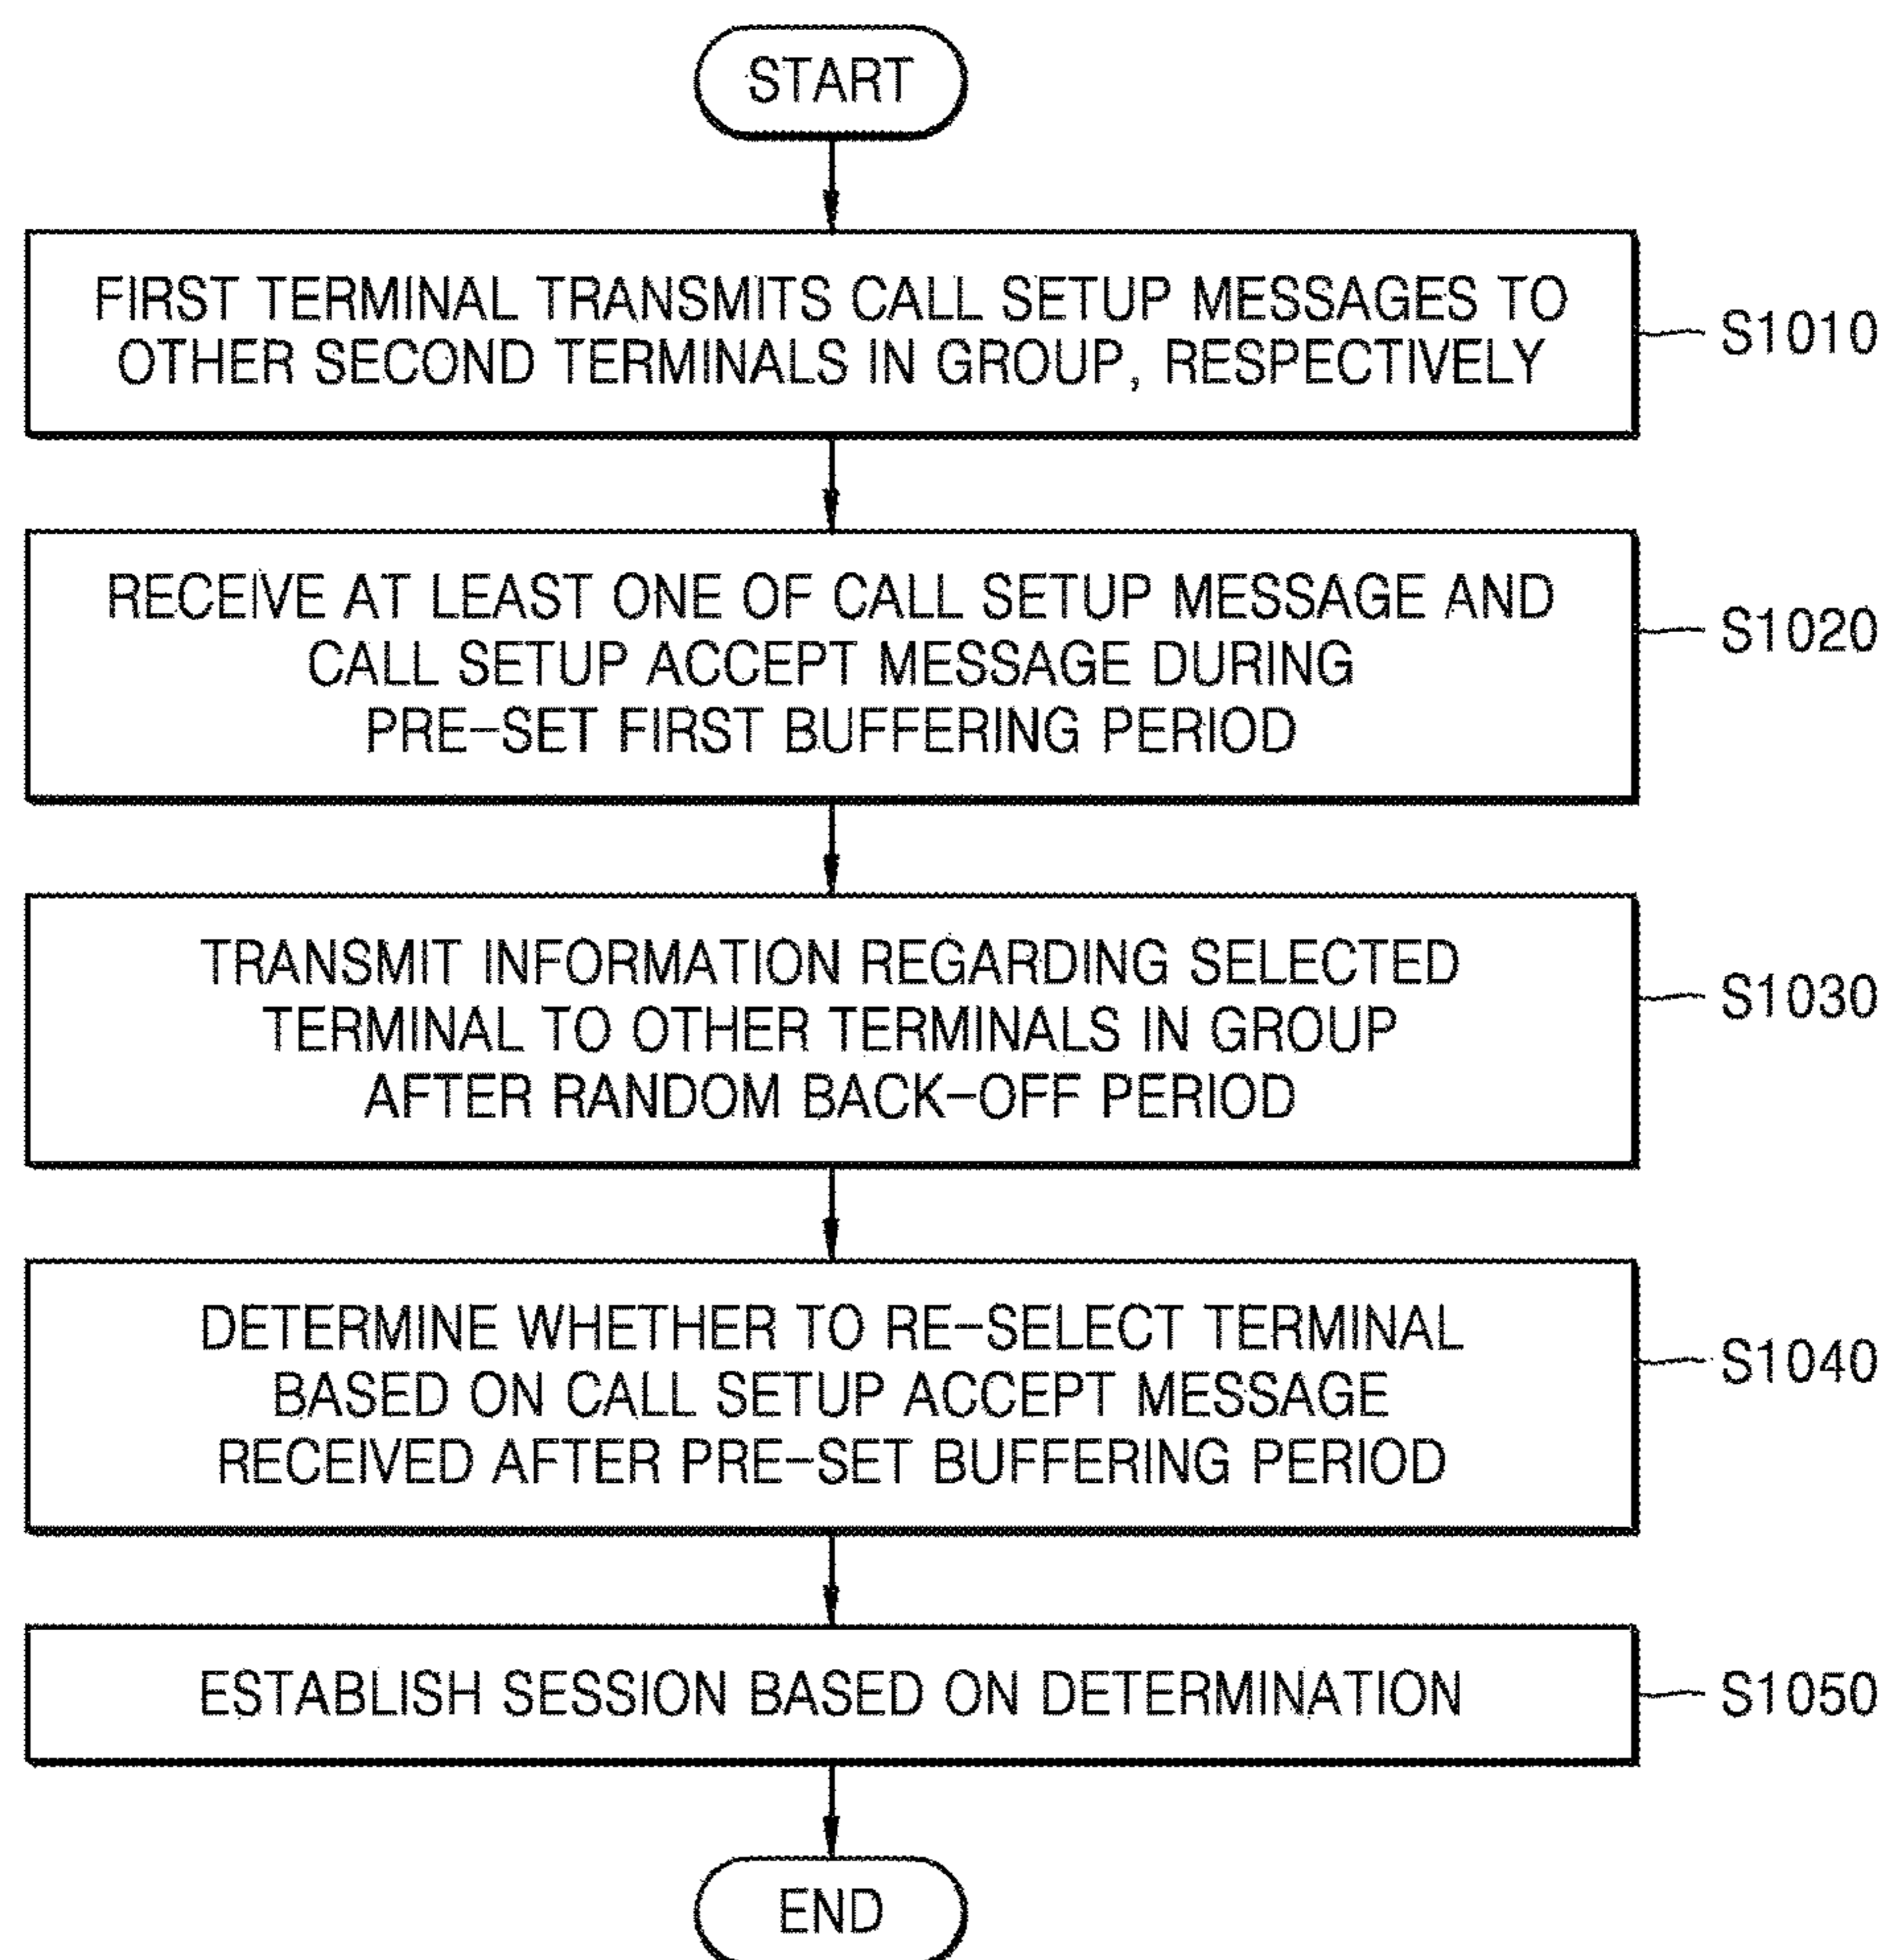 START
FIRST TERMINAL TRANSMITS CALL SETUP MESSAGES TO
OTHER SECOND TERMINALS IN GROUP, RESPECTIVELY
S1010
RECEIVE AT LEAST ONE OF CALL SETUP MESSAGE AND
CALL SETUP ACCEPT MESSAGE DURING
PRE-SET FIRST BUFFERING PERIOD
S1020
TRANSMIT INFORMATION REGARDING SELECTED
TERMINAL TO OTHER TERMINALS IN GROUP
AFTER RANDOM BACK-OFF PERIOD
S1030
DETERMINE WHETHER TO RE-SELECT TERMINAL
BASED ON CALL SETUP ACCEPT MESSAGE
RECEIVED AFTER PRE-SET BUFFERING PERIOD
S1040
ESTABLISH SESSION BASED ON DETERMINATION
S1050
END